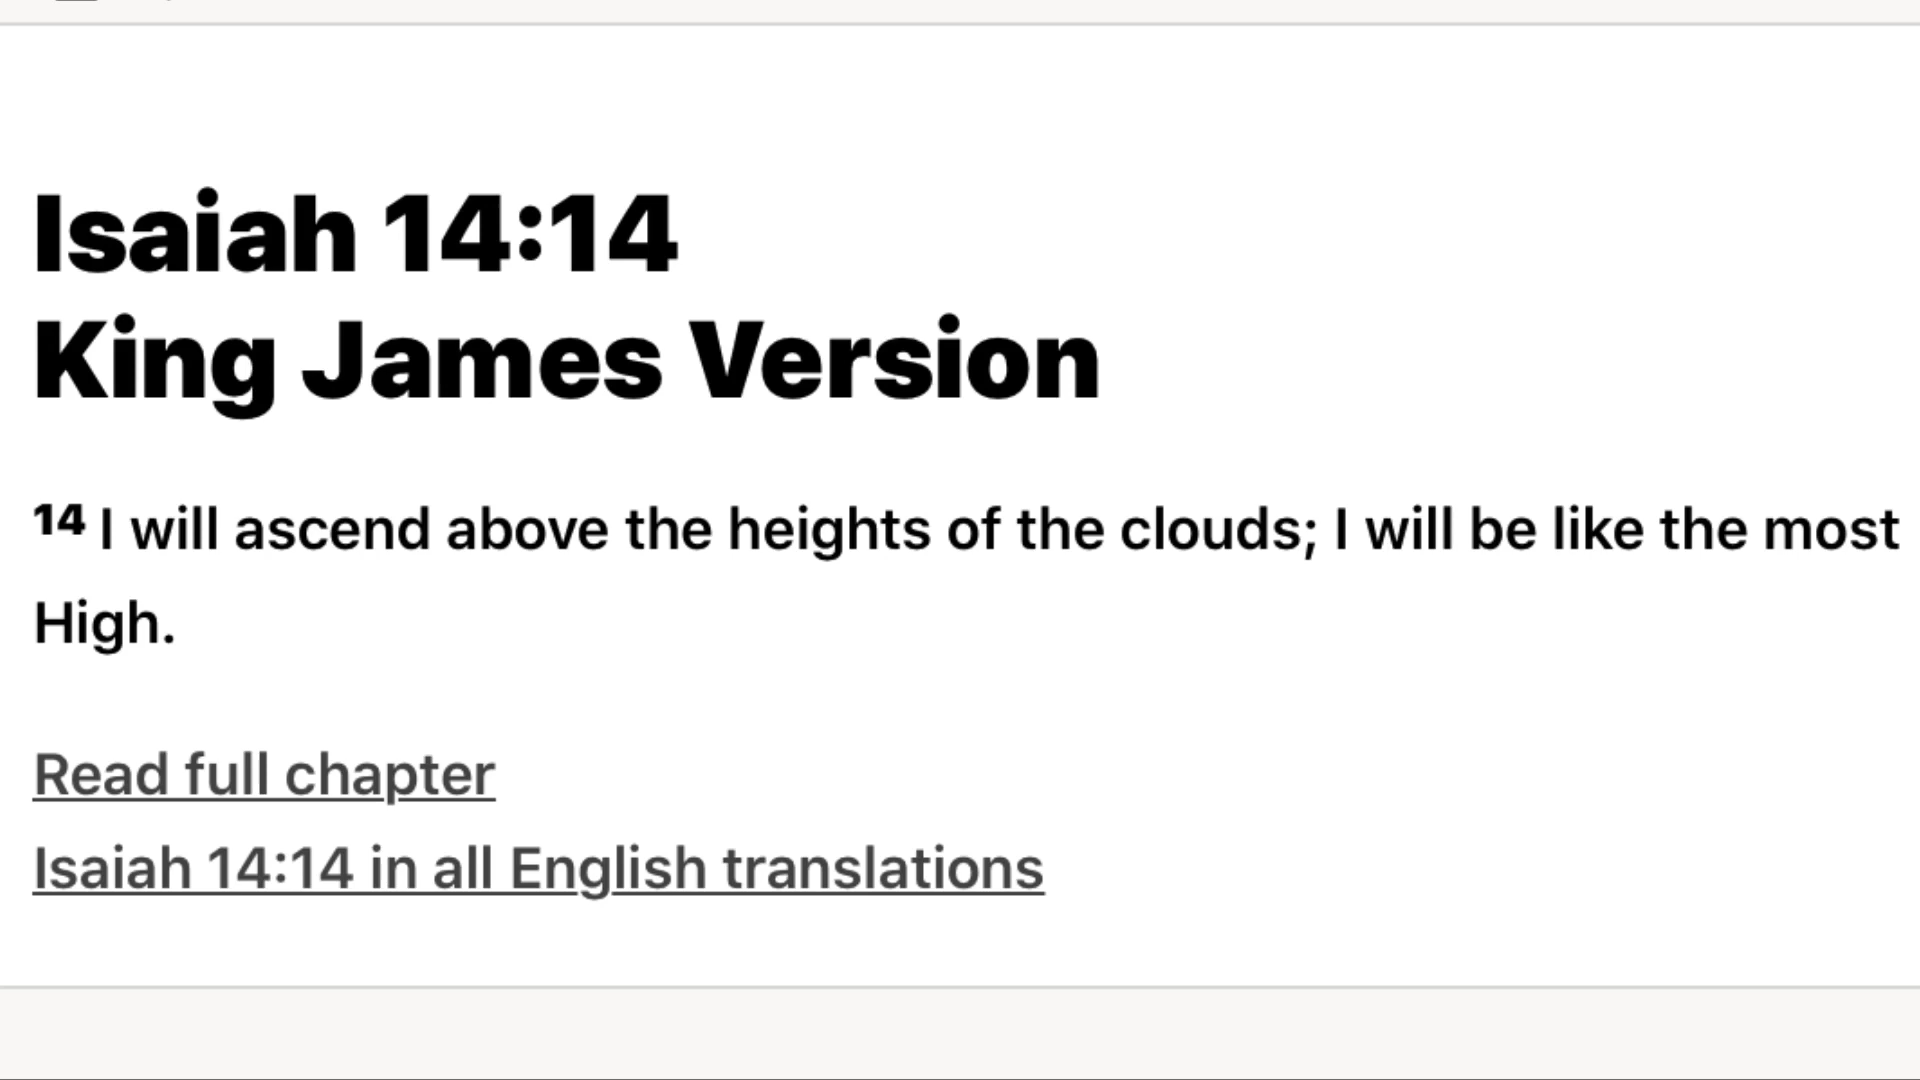 Isaiah 14:14
King James Version
14 I will ascend above the heights of the clouds; I will be like the most
High.
Read full chapter
Isaiah 14:14 in all English translations